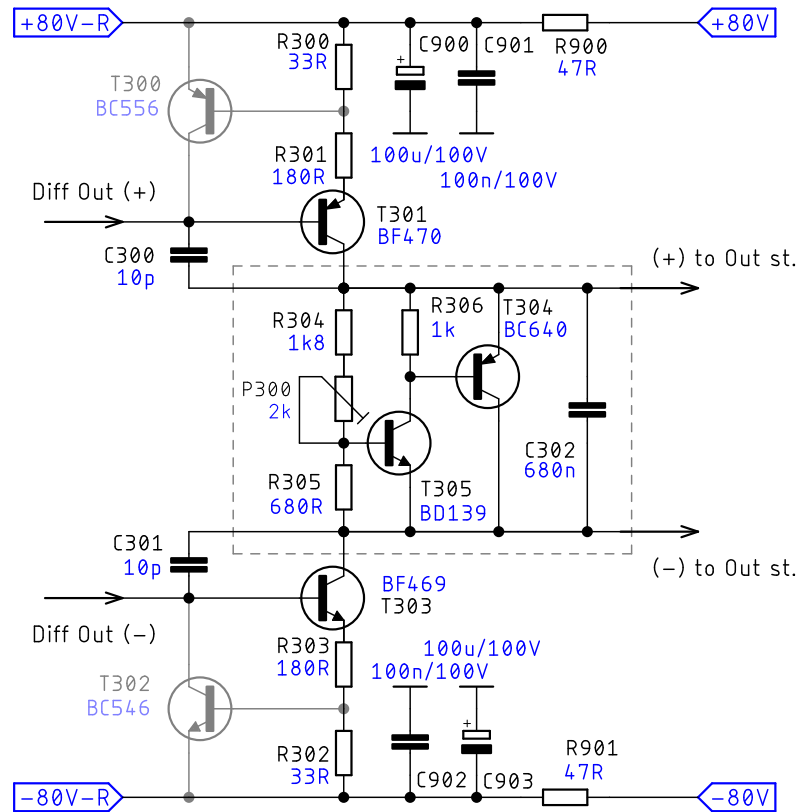 +80V-R
+80V
R300
33R
C900
C901
R900
47R
+
T300
BC556
R301
180R
100u/100V
100n/100V
Diff Out (+)
T301
BF470
C300
10p
(+) to Out st.
R304
1k8
R306
1k
T304
BC640
P300
2k
C302
680n
R305
680R
T305
BD139
C301
10p
(-) to Out st.
BF469
T303
Diff Out (-)
R303
180R
100u/100V
100n/100V
T302
BC546
+
R302
33R
C902
C903
R901
47R
-80V-R
-80V